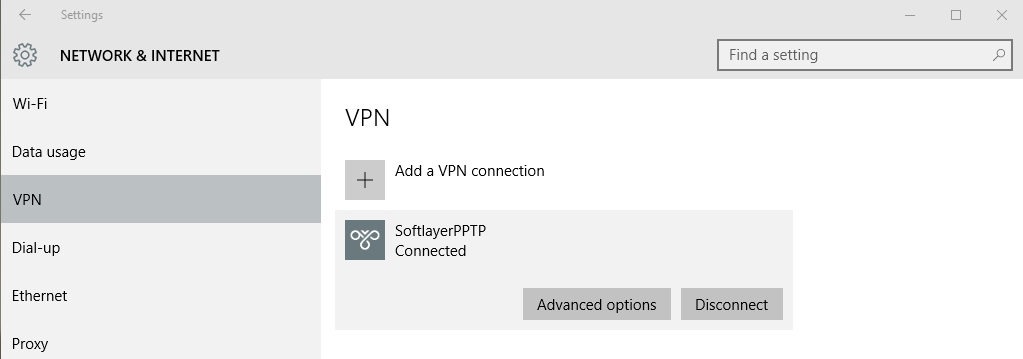 Settings
NETWORK & INTERNET
Find a setting
Wi-Fi
Data usage
VPN
Dial-up
Ethernet
Proxy
VPN
Add a VPN connection
SoftlayerPPTP
Connected
Advanced options
Disconnect